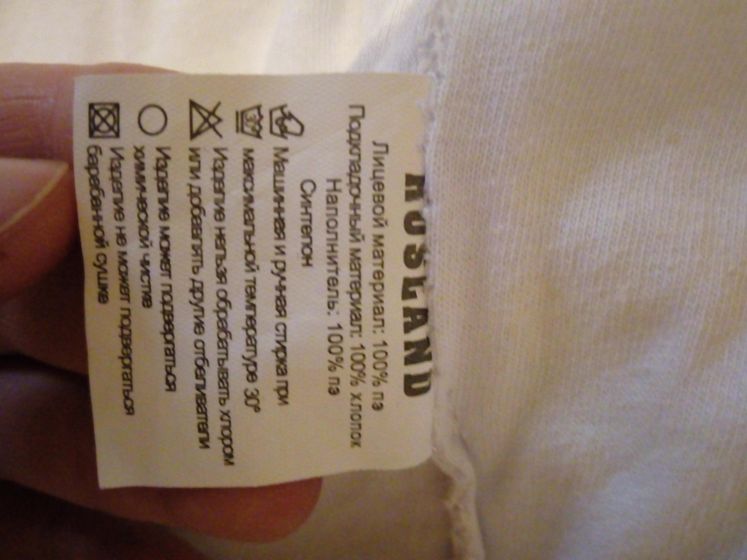 ROSLAND
Лицевой материал: 100% пэ
Подкладочный материал: 100% хлопок
Наполнитель: 100% пэ
Синтепон
Машинная и ручная стирка при
30° максимальной температуре 30°
Изделие нельзя обрабатывать хлором
или добавлять другие отбеливатели
Изделие может подвергаться
химической чистке
Изделие не может подвергаться
барабанной сушке